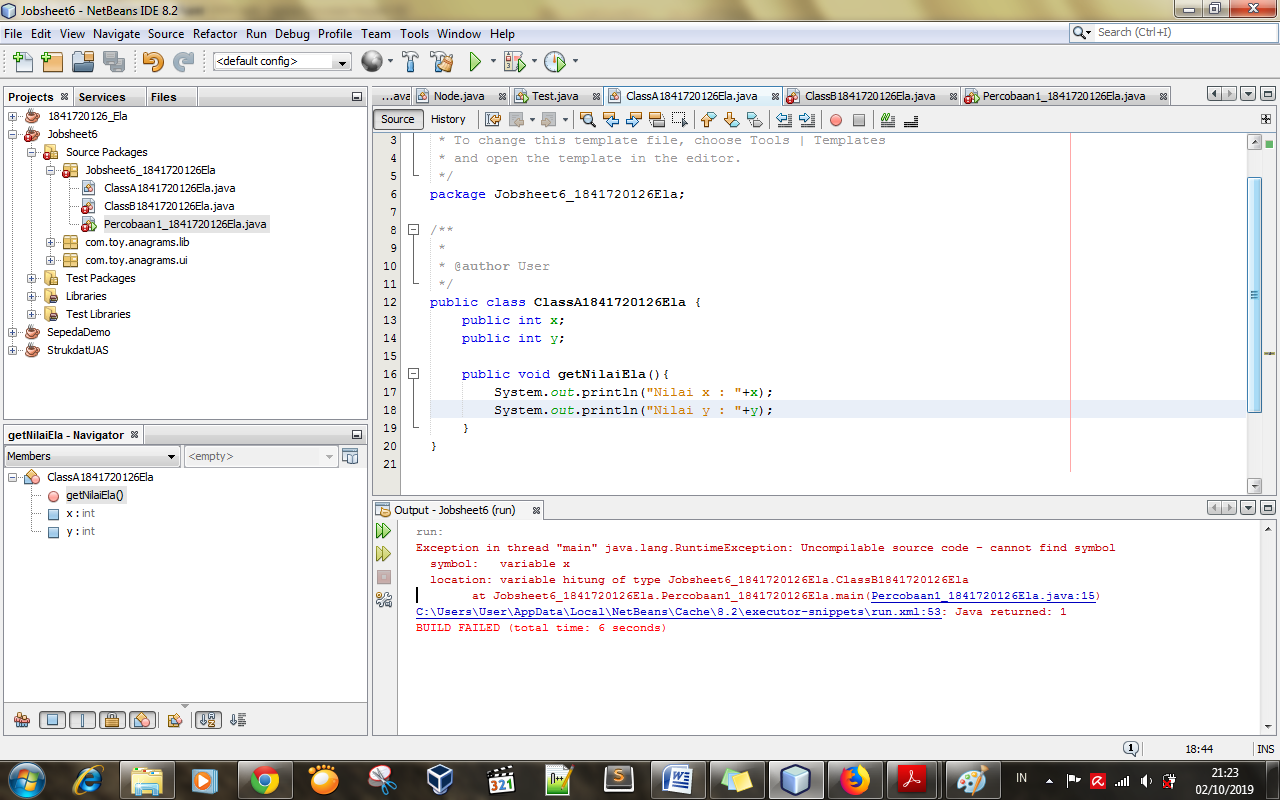 Jobsheet6 - NetBeans IDE 8.2
File Edit View Navigate Source Refactor Run Debug Profile Team Tools Window Help
Search (Ctrl+I)
<default config>
Projects Services Files
1841720126_Ela
Jobsheet6
Source Packages
Jobsheet6_1841720126Ela
ClassA1841720126Ela.java
ClassB1841720126Ela.java
Percobaan1_1841720126Ela.java
com.toy.anagrams.lib
com.toy.anagrams.ui
Test Packages
Libraries
Test Libraries
SepedaDemo
StrukdatUAS
getNilaiEla - Navigator
Members <empty>
ClassA1841720126Ela
getNilaiEla()
x : int
y : int
...ava Node.java Test.java ClassA1841720126Ela.java ClassB1841720126Ela.java Percobaan1_1841720126Ela.java
Source History
3 * To change this template file, choose Tools | Templates
4 * and open the template in the editor.
5 */
6 package Jobsheet6_1841720126Ela;
7
8 /**
9 *
10 * @author User
11 */
12 public class ClassA1841720126Ela {
13 public int x;
14 public int y;
15
16 public void getNilaiEla(){
17 System.out.println("Nilai x : "+x);
18 System.out.println("Nilai y : "+y);
19 }
20 }
21
Output - Jobsheet6 (run)
run:
Exception in thread "main" java.lang.RuntimeException: Uncompilable source code - cannot find symbol
symbol: variable x
location: variable hitung of type Jobsheet6_1841720126Ela.ClassB1841720126Ela
at Jobsheet6_1841720126Ela.Percobaan1_1841720126Ela.main(Percobaan1_1841720126Ela.java:15)
C:\Users\User\AppData\Local\NetBeans\Cache\8.2\executor-snippets\run.xml:53: Java returned: 1
BUILD FAILED (total time: 6 seconds)
1 18:44 INS
321
S
W
IN
21:23
02/10/2019